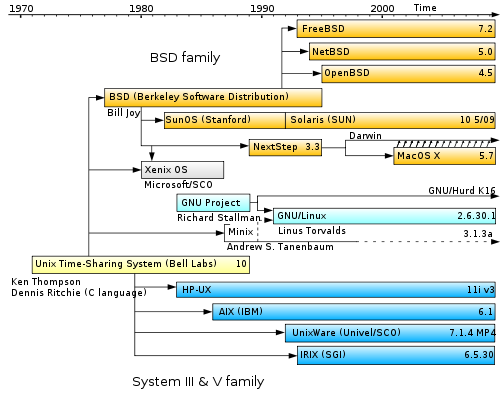 1970 1980 1990 2000 Time
FreeBSD 7.2
BSD family
NetBSD 5.0
OpenBSD 4.5
BSD (Berkeley Software Distribution)
Bill Joy
SunOS (Stanford) Solaris (SUN) 10 5/09
Darwin
NextStep 3.3
MacOS X 5.7
Xenix OS
Microsoft/SCO
GNU/Hurd K16
GNU Project
Richard Stallman
GNU/Linux 2.6.30.1
Minix Linus Torvalds 3.1.3a
Andrew S. Tanenbaum
Unix Time-Sharing System (Bell Labs) 10
Ken Thompson
Dennis Ritchie (C language)
HP-UX 11i v3
AIX (IBM) 6.1
UnixWare (Univel/SCO) 7.1.4 MP4
IRIX (SGI) 6.5.30
System III & V family